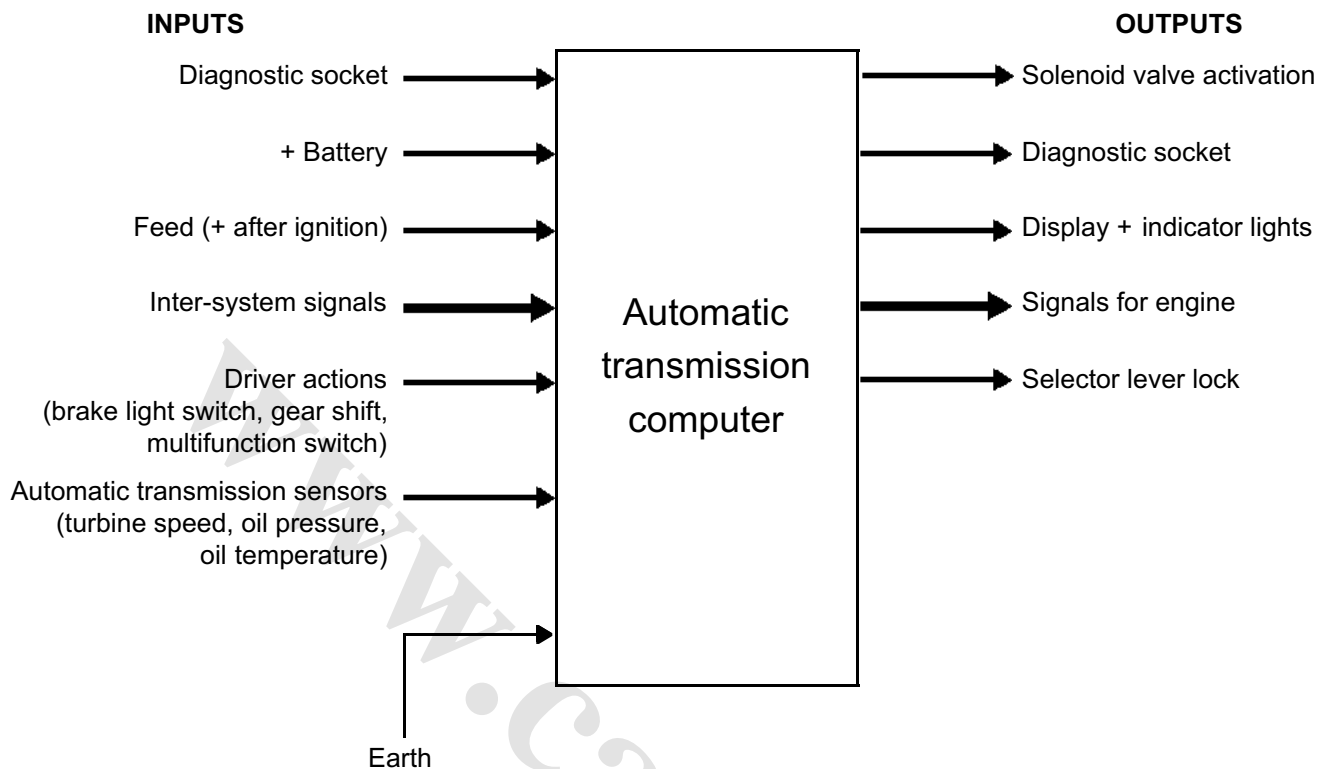 INPUTS
Diagnostic socket
+ Battery
Feed (+ after ignition)
Inter-system signals
Driver actions
(brake light switch, gear shift,
multifunction switch)
Automatic transmission sensors
(turbine speed, oil pressure,
oil temperature)
Earth
Automatic
transmission
computer
OUTPUTS
Solenoid valve activation
Diagnostic socket
Display + indicator lights
Signals for engine
Selector lever lock
www.ca